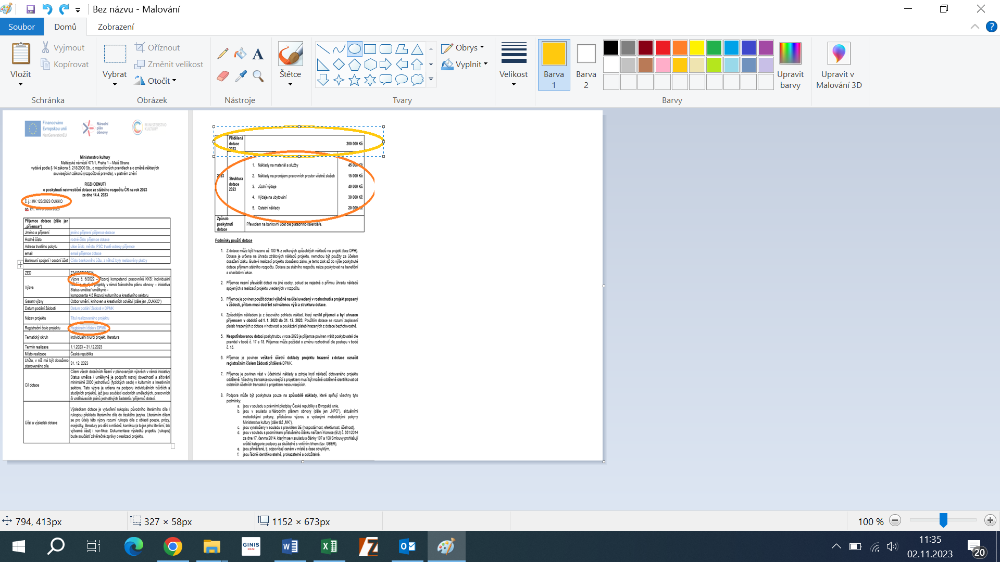 Bez názvu - Malování
Soubor
Domů
Zobrazení
Vložit
Vyjmout
Kopírovat
Schránka
Vybrat
Oříznout
Změnit velikost
Otočit
Obrázek
A
Nástroje
Štětce
Tvary
Obrys
Vyplnit
Velikost
Barva
1
Barva
2
Upravit
barvy
Barvy
Upravit v
Malování 3D
Financováno
Evropskou unií
NextGenerationEU
Národní
plán
obnovy
MINISTERSTVO
KULTURY
Ministerstvo kultury
Maltézské náměstí 471/1, Praha 1 – Malá Strana
vydává podle § 14 zákona č. 218/2000 Sb., o rozpočtových pravidlech a o změně některých
souvisejících zákonů (rozpočtová pravidla), v platném znění
ROZHODNUTÍ
o poskytnutí neinvestiční dotace ze státního rozpočtu ČR na rok 2023
ze dne 14.4. 2023
č. j.: MK 123/2023 OUKKO
Příjemce dotace (dále jen
„příjemce“)
Jméno a příjmení jméno příjmení příjemce dotace
Rodné číslo rodné číslo příjemce dotace
Adresa trvalého pobytu ulice číslo, město, PSČ trvalé adresy příjemce
email email příjemce dotace
Bankovní spojení / osobní účet Číslo bankovního účtu, z něhož byly realizovány platby
ZED
Výzva
Výzva č. 6/2022 – Rozvoj kompetencí pracovníků KKS: individuální
projekty v rámci Národního plánu obnovy – iniciativa
Status umělce/ umělkyně –
komponenta 4.5 Rozvoj kulturního a kreativního sektoru
Garant výzvy Odbor umění, knihoven a kreativních odvětví (dále jen „OUKKO“)
Datum podání žádosti Datum podání žádosti v DPMK
Název projektu Titul realizovaného projektu
Registrační číslo projektu Registrační číslo v DPMK
Tematický okruh individuální tvůrčí projekt, literatura
Termín realizace 1.1.2023 – 31.12.2023
Místo realizace Česká republika
Lhůta, v níž má být dosaženo
stanoveného cíle
31. 12. 2023
Cíl dotace
Cílem všech dotačních řízení v plánovaných výzvách v rámci iniciativy
Status umělce / umělkyně je podpořit rozvoj dovedností a síťování
minimálně 2000 jednotlivců (fyzických osob) v kulturním a kreativním
sektoru. Tato výzva je určena na podporu individuálních tvůrčích a
studijních projektů, jež jsou součástí osobních uměleckých, pracovních
či vzdělávacích plánů jednotlivých žadatelů / příjemců dotací.
Účel a výsledek dotace
Výsledkem dotace je vytvoření rukopisu původního literárního díla /
rukopisu překladu literárního díla do českého jazyka. Literárním dílem
se pro účely této výzvy rozumí rukopis díla z oblasti poezie, prózy,
esejistiky, literatury pro děti a mládež, komiksu (a to jak jeho literární, tak
výtvarná část) i non-fikce. Dokumentace výsledků projektu (rukopis)
bude součástí závěrečné zprávy o realizaci projektu.
Přidělená
dotace
2023
200 000 Kč
2023
Struktura
dotace
2023
1. Náklady na materiál a služby 45 000 Kč
2. Náklady na pronájem pracovních prostor včetně služeb 15 000 Kč
3. Jízdní výdaje 40 000 Kč
4. Výdaje na ubytování 30 000 Kč
5. Ostatní náklady 20 000 Kč
Způsob
poskytnutí
dotace
Převodem na bankovní účet dle platebního kalendáře.
Podmínky použití dotace
1. Z dotace může být hrazeno až 100 % z celkových způsobilých nákladů na projekt (bez DPH).
Dotace je určena na úhradu ztrátových nákladů projektu, nemohou být použity za účelem
dosažení zisku. Bude-li realizací projektu dosaženo zisku, je tento zisk až do výše poskytnuté
dotace příjmem státního rozpočtu. Dotace ze státního rozpočtu nelze poskytovat na benefiční
a charitativní akce.
2. Příjemce nesmí převádět dotaci na jiné osoby, pokud se nejedná o přímou úhradu nákladů
spojených s realizací projektu uvedených v rozpočtu.
3. Příjemce je povinen použít dotaci výlučně na účel uvedený v rozhodnutí a projekt popsaný
v žádosti, přitom musí dodržet schválenou výši a strukturu dotace.
4. Způsobilým nákladem je z časového pohledu náklad, který vznikl příjemci a byl uhrazen
příjemcem v období od 1. 1. 2023 do 31. 12. 2023. Použitím dotace se rozumí zaplacení
plateb hrazených z dotace v hotovosti a poukázání plateb hrazených z dotace bezhotovostně.
5. Nespotřebovanou dotaci poskytnutou v roce 2023 je příjemce povinen vrátit poskytovateli dle
pravidel v bodě č. 17 a 18. Příjemce může požádat o změnu rozhodnutí dle postupu v bodě
č. 15.
6. Příjemce je povinen veškeré účetní doklady projektu hrazené z dotace označit
registračním číslem žádosti přidělené DPMK.
7. Příjemce je povinen vést v účetnictví náklady a zdroje krytí nákladů dotovaného projektu
odděleně. Všechny transakce související s projektem musí být možné odděleně identifikovat od
ostatních účetních transakcí s projektem nesouvisejících.
8. Podpora může být poskytnuta pouze na způsobilé náklady, které splňují všechny tyto
podmínky:
a. jsou v souladu s právními předpisy České republiky a Evropské unie,
b. jsou v souladu s Národním plánem obnovy (dále jen „NPO“), aktuálními
metodickými pokyny, příslušnou výzvou a vydanými metodickými pokyny
Ministerstva kultury (dále též „MK“),
c. jsou vynaloženy v souladu s pravidlem 3E (hospodárnost, efektivnost, účelnost),
d. jsou v souladu s podmínkami příslušného článku nařízení Komise (EU) č. 651/2014
ze dne 17. června 2014, kterým se v souladu s články 107 a 108 Smlouvy prohlašují
určité kategorie podpory za slučitelné s vnitřním trhem (tzv. GBER),
e. jsou přiměřené, tj. odpovídají cenám v místě a čase obvyklým,
f. jsou řádně identifikovatelné, prokazatelné a doložitelné.
794, 413px
327 × 58px
1152 × 673px
100 %
GINIS
2022
11:35
02.11.2023
20